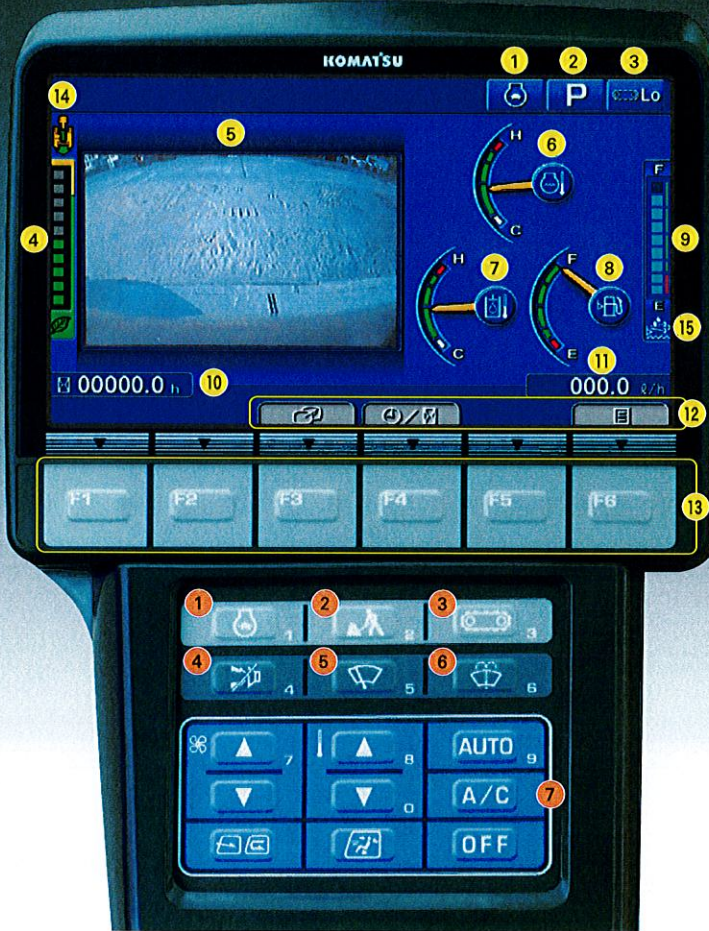 KOMATSU
1 2 3
P Lo
14
5
H
6
C
F
4
9
E
H
7
C
F
8
E
15
00000.0 h
10
11
000.0 ℓ/h
12
F1 F2 F3 F4 F5 F6
13
1 2 3
1 2 3
4 5 6
4 5 6
7 8 AUTO 9
0 A/C 7
OFF